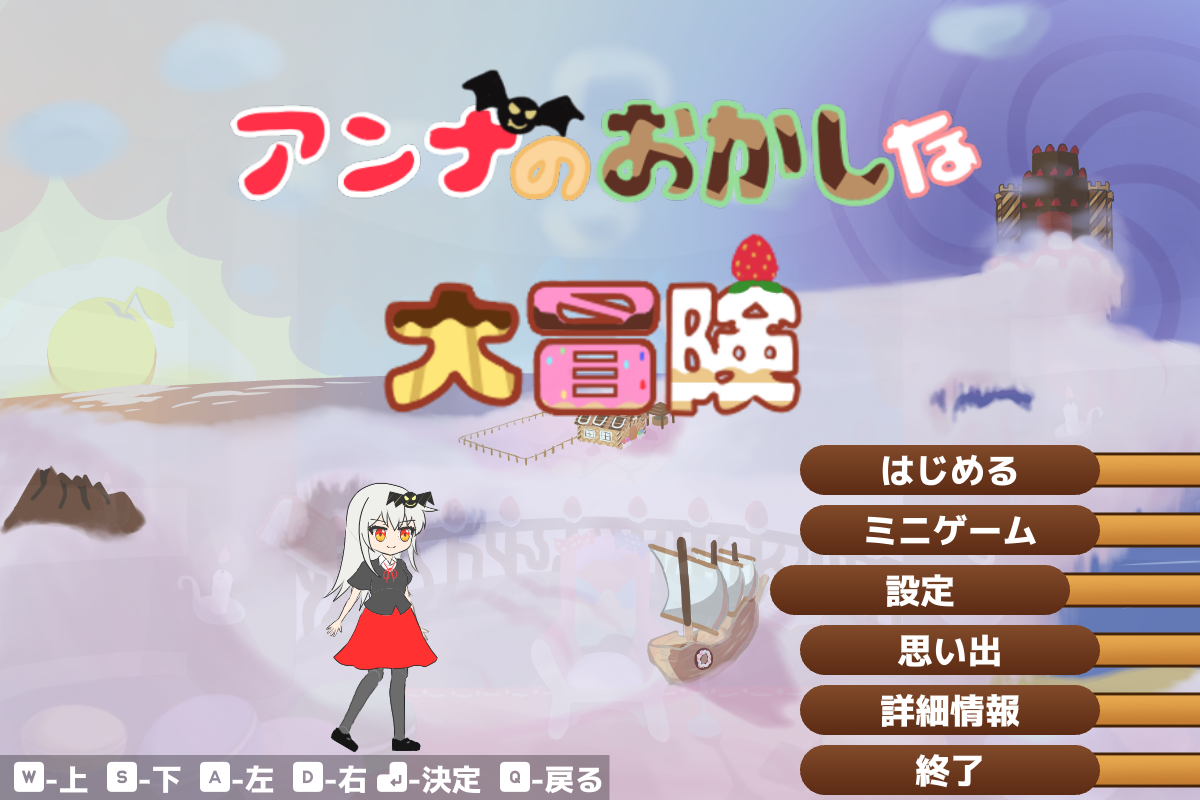 アンナのおかしな
大冒険
はじめる
ミニゲーム
設定
思い出
詳細情報
終了
W-上 S-下 A-左 D-右 ↵-決定 Q-戻る